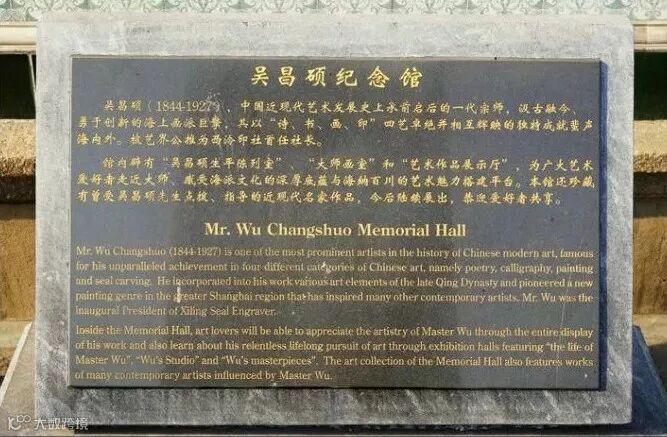 吴昌硕纪念馆
吴昌硕(1844-1927)，中国近现代艺术发展史上承前启后的一代宗师，汲古融今、
勇于创新的海上画派巨擘，其以“诗、书、画、印”四艺卓绝并相互辉映的独特成就蜚声
海内外。被艺界公推为西泠印社首任社长。
馆内辟有“吴昌硕生平陈列室”、“大师画室”和“艺术作品展示厅”，为广大艺术
爱好者走近大师、感受海派文化的深厚底蕴与海纳百川的艺术魅力搭建平台。本馆还珍藏
有曾受吴昌硕先生点拨、指导的近现代名家作品，今后陆续展出，恭迎爱好者共享。
Mr. Wu Changshuo Memorial Hall
Mr. Wu Changshuo (1844-1927) is one of the most prominent artists in the history of Chinese modern art, famous
for his unparalleled achievement in four different categories of Chinese art, namely poetry, calligraphy, painting
and seal carving. He incorporated into his work various art elements of the late Qing Dynasty and pioneered a new
painting genre in the greater Shanghai region that has inspired many other contemporary artists. Mr. Wu was the
inaugural President of Xiling Seal Engraver.
Inside the Memorial Hall, art lovers will be able to appreciate the artistry of Master Wu through the entire display
of his work and also learn about his relentless lifelong pursuit of art through exhibition halls featuring “the life of
Master Wu”, “Wu's Studio” and “Wu's masterpieces”. The art collection of the Memorial Hall also features works
of many contemporary artists influenced by Master Wu.
大数跨境